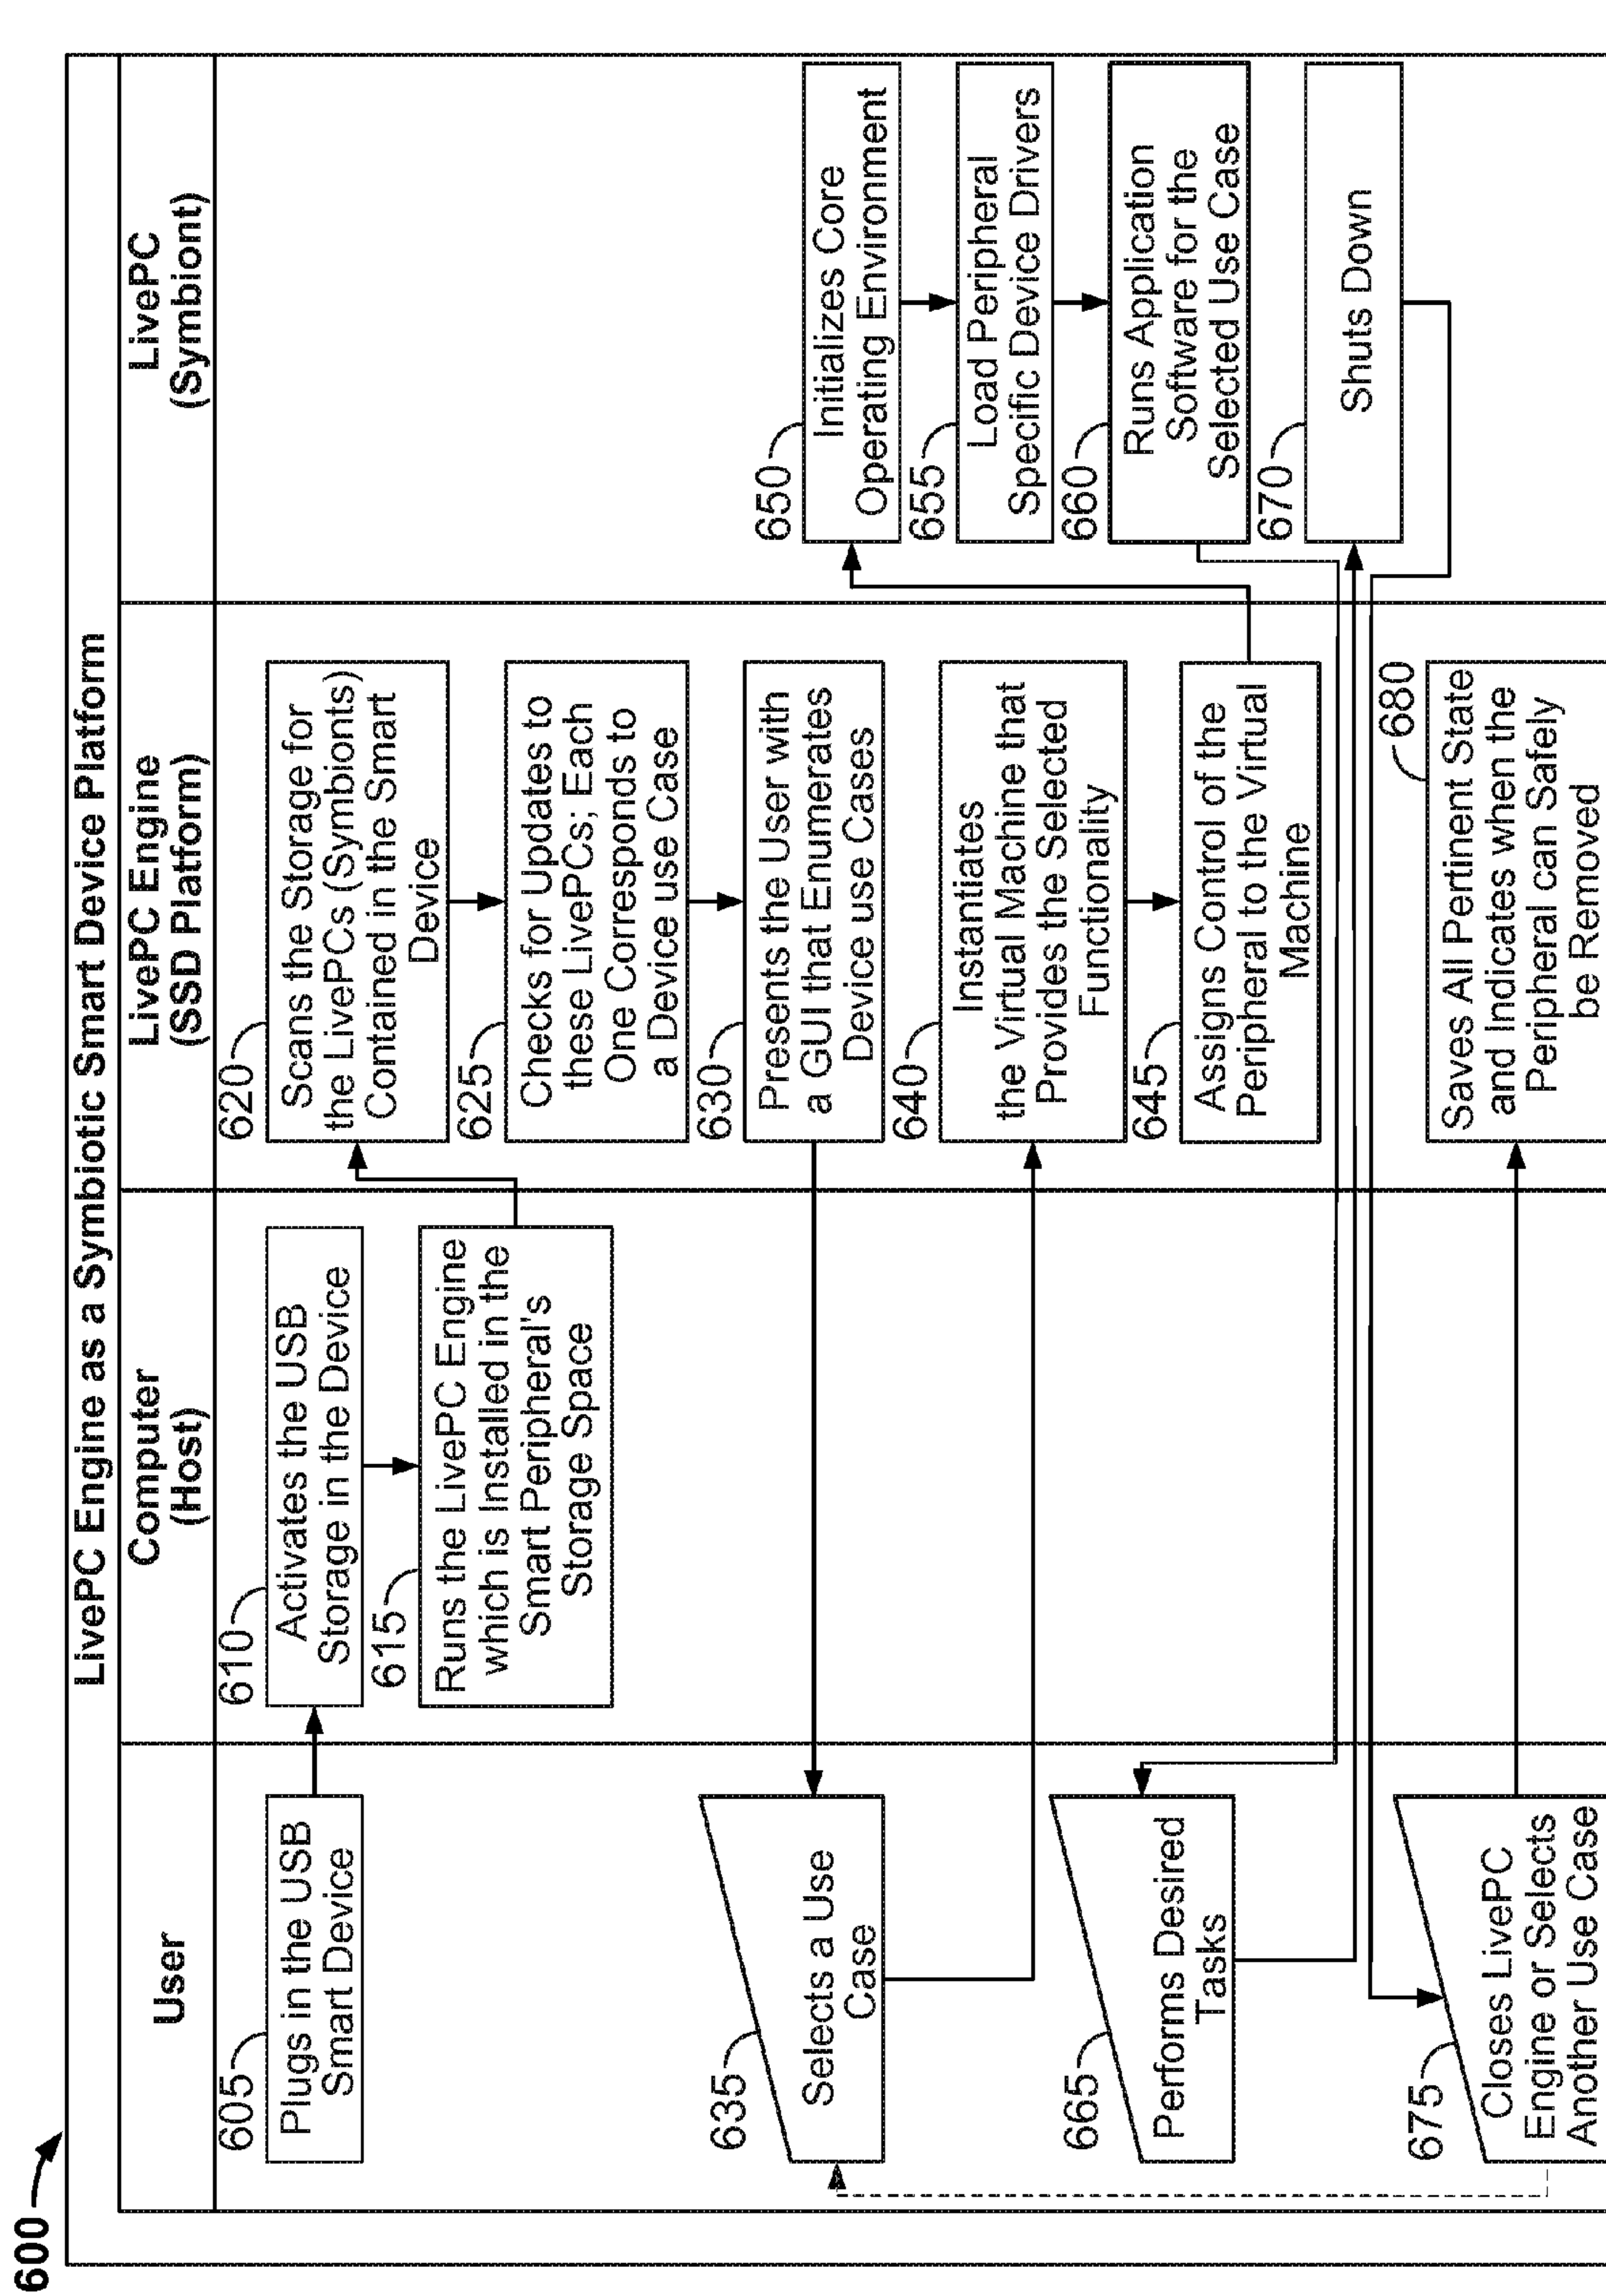 600
LivePC Engine as a Symbiotic Smart Device Platform
User
Computer
(Host)
LivePC Engine
(SSD Platform)
LivePC
(Symbiont)
605
Plugs in the USB
Smart Device
610
Activates the USB
Storage in the Device
615
Runs the LivePC Engine
which is Installed in the
Smart Peripheral's
Storage Space
620
Scans the Storage for
the LivePCs (Symbionts)
Contained in the Smart
Device
625
Checks for Updates to
these LivePCs; Each
One Corresponds to
a Device use Case
630
Presents the User with
a GUI that Enumerates
Device use Cases
635
Selects a Use
Case
640
Instantiates
the Virtual Machine that
Provides the Selected
Functionality
645
Assigns Control of the
Peripheral to the Virtual
Machine
650
Initializes Core
Operating Environment
655
Load Peripheral
Specific Device Drivers
660
Runs Application
Software for the
Selected Use Case
665
Performs Desired
Tasks
670
Shuts Down
675
Closes LivePC
Engine or Selects
Another Use Case
680
Saves All Pertinent State
and Indicates when the
Peripheral can Safely
be Removed